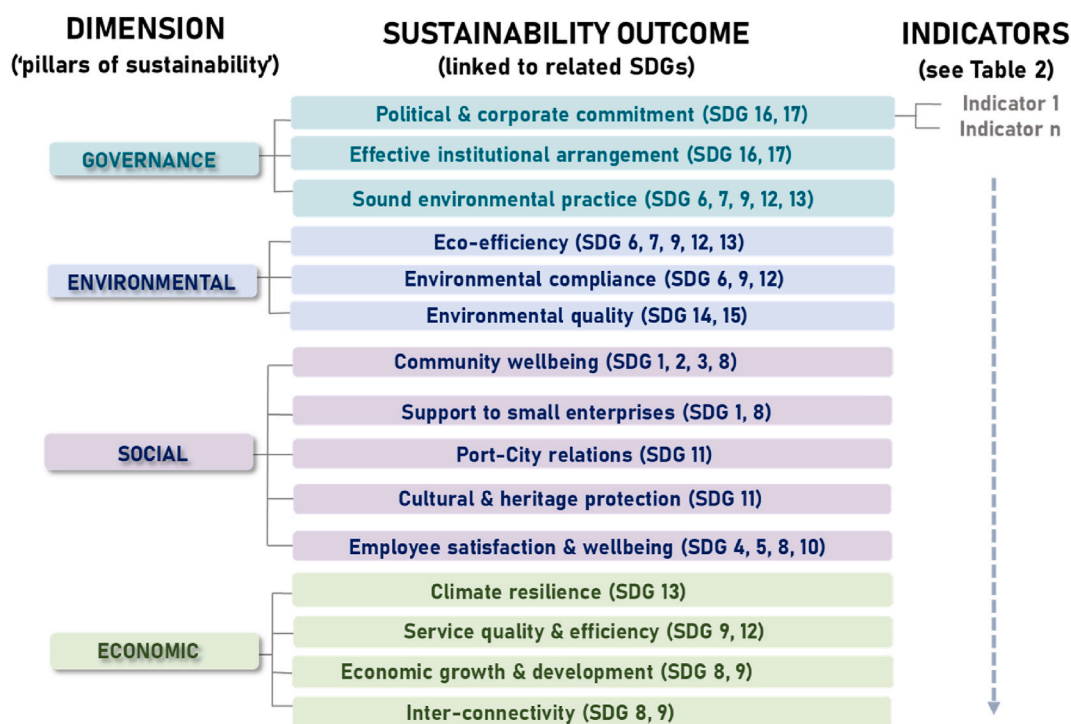 DIMENSION
('pillars of sustainability')
SUSTAINABILITY OUTCOME
(linked to related SDGs)
INDICATORS
(see Table 2)
GOVERNANCE
Political & corporate commitment (SDG 16, 17)
Effective institutional arrangement (SDG 16, 17)
Sound environmental practice (SDG 6, 7, 9, 12, 13)
Indicator 1
Indicator n
ENVIRONMENTAL
Eco-efficiency (SDG 6, 7, 9, 12, 13)
Environmental compliance (SDG 6, 9, 12)
Environmental quality (SDG 14, 15)
SOCIAL
Community wellbeing (SDG 1, 2, 3, 8)
Support to small enterprises (SDG 1, 8)
Port-City relations (SDG 11)
Cultural & heritage protection (SDG 11)
Employee satisfaction & wellbeing (SDG 4, 5, 8, 10)
ECONOMIC
Climate resilience (SDG 13)
Service quality & efficiency (SDG 9, 12)
Economic growth & development (SDG 8, 9)
Inter-connectivity (SDG 8, 9)